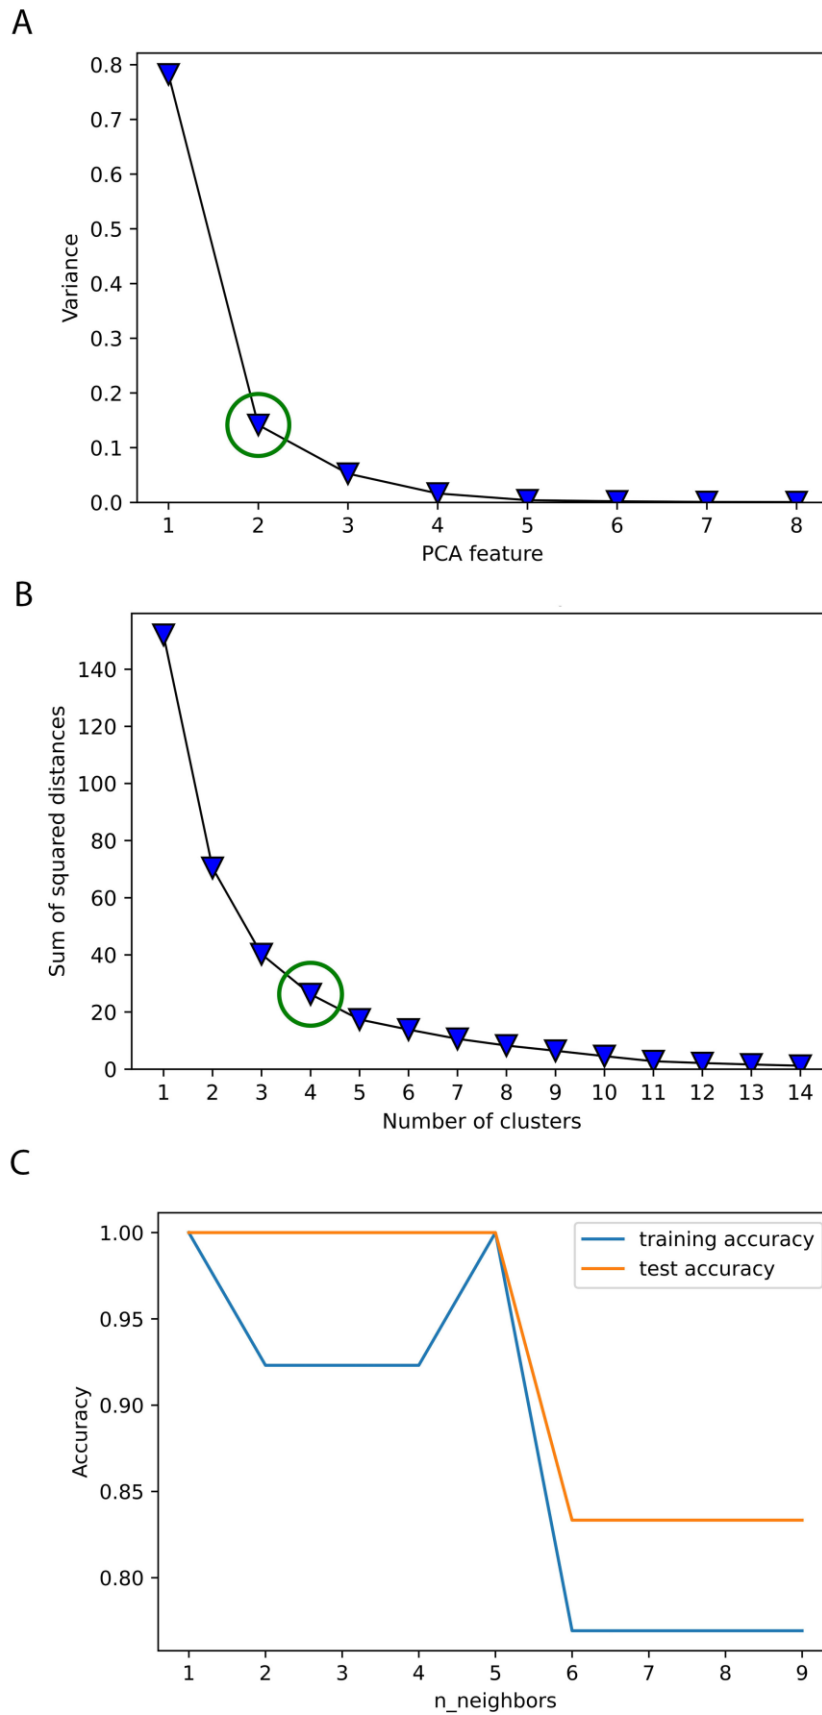 A
0.8
0.7
0.6
0.5
0.4
0.3
0.2
0.1
0.0
Variance
1 2 3 4 5 6 7 8
PCA feature
B
140
120
100
80
60
40
20
0
Sum of squared distances
1 2 3 4 5 6 7 8 9 10 11 12 13 14
Number of clusters
C
1.00
0.95
0.90
0.85
0.80
Accuracy
training accuracy
test accuracy
1 2 3 4 5 6 7 8 9
n_neighbors